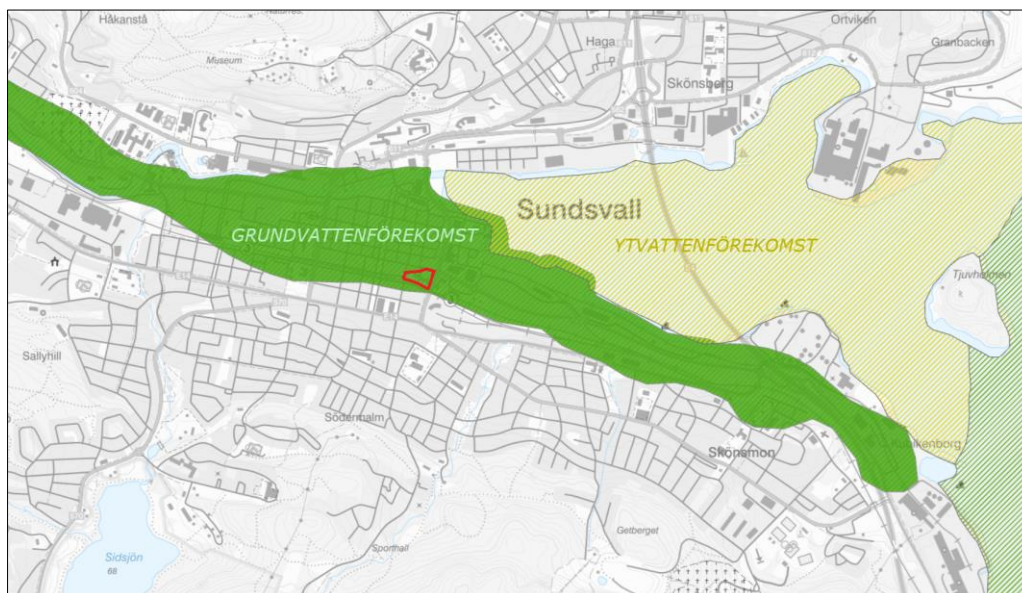 Håkanstå
Ortviken
Haga
Granbacken
Museum
Skönsberg
Sundsvall
GRUNDVATTENFÖREKOMST
YTVATTENFÖREKOMST
Tjuvholmen
Sallyhill
Södermalm
Skönsmon
Getberget
Sporthall
Sidsjön
68